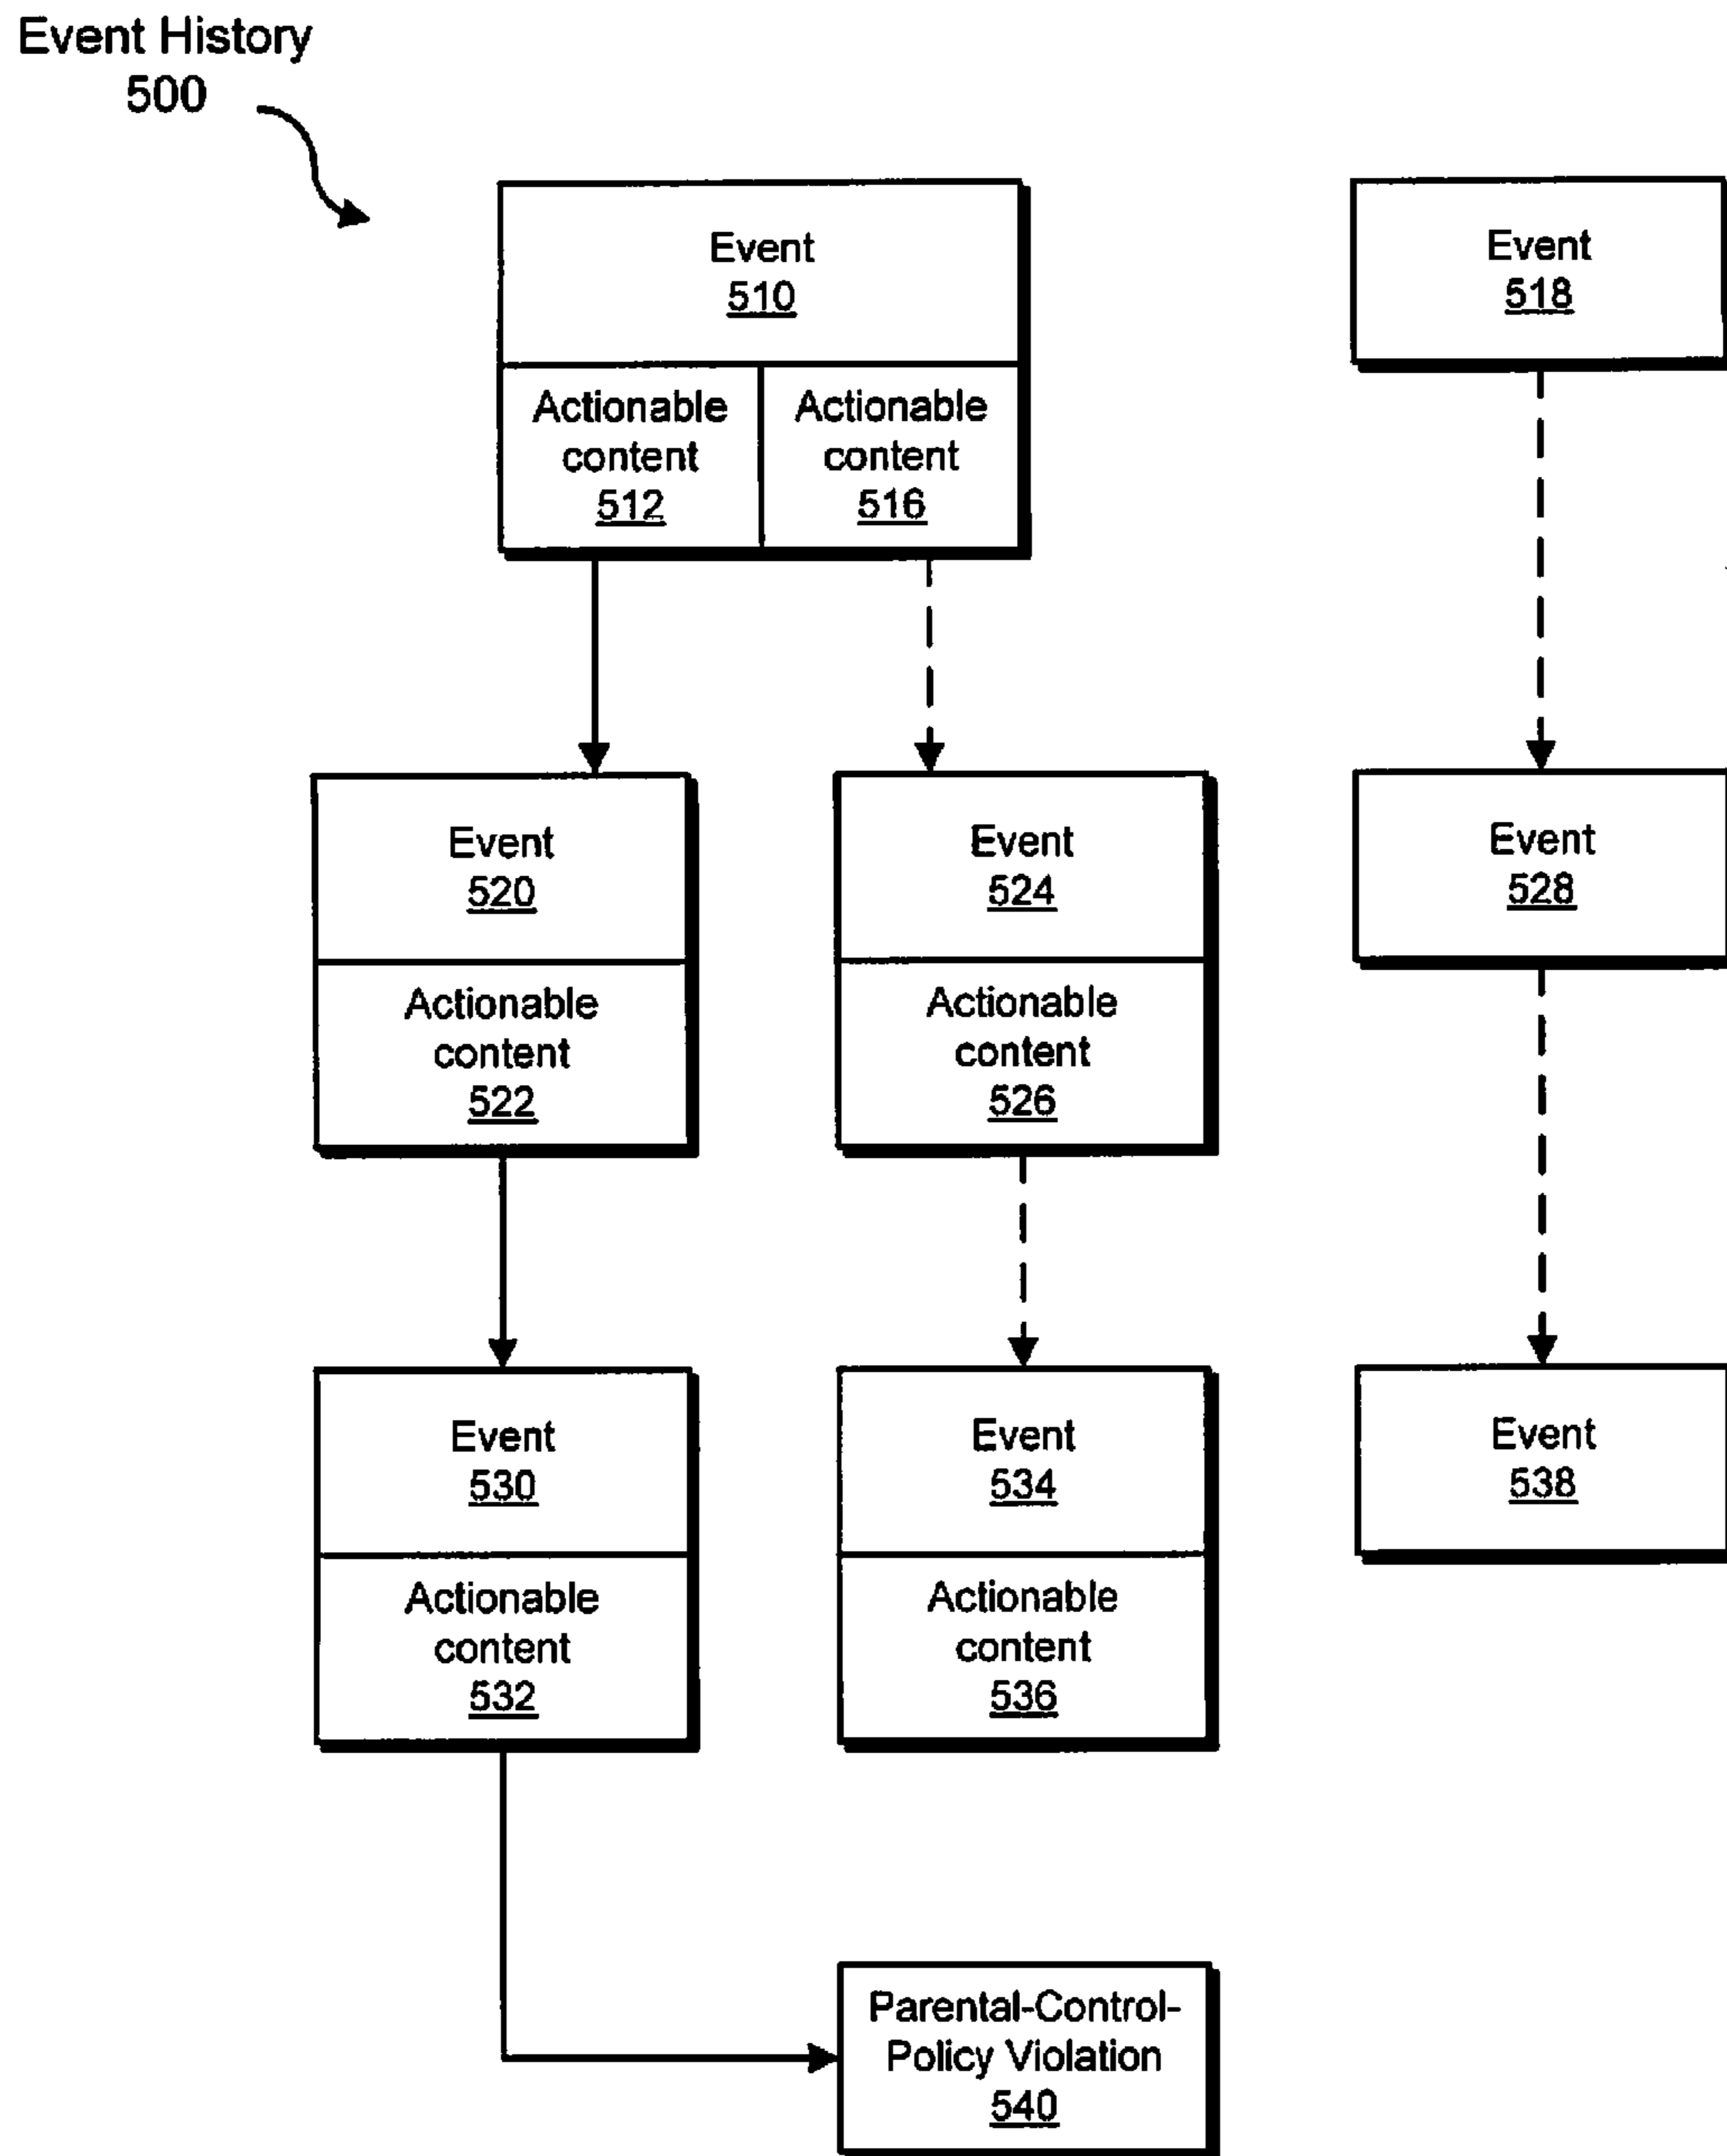 Event History
500
Event
510
Actionable
content
512
Actionable
content
516
Event
518
Event
520
Actionable
content
522
Event
524
Actionable
content
526
Event
528
Event
530
Actionable
content
532
Event
534
Actionable
content
536
Event
538
Parental-Control-
Policy Violation
540